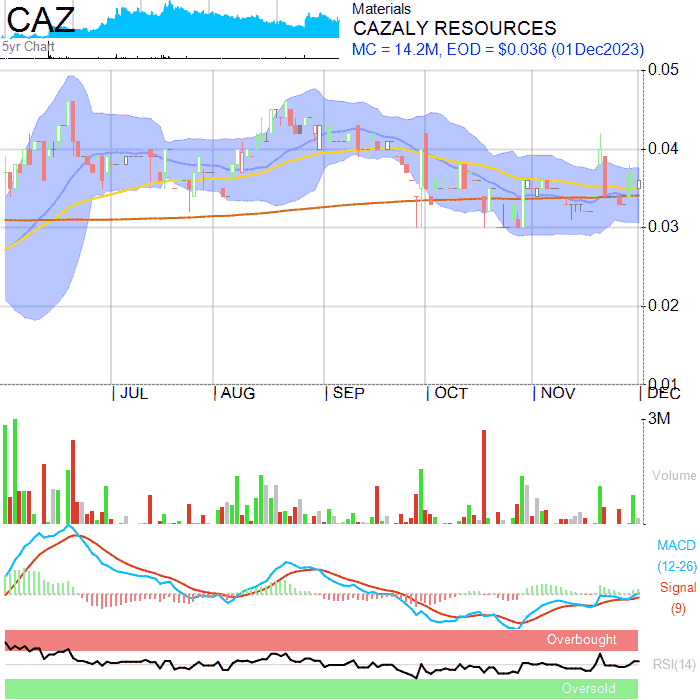 CAZ
5yr Chart
Materials
CAZALY RESOURCES
MC = 14.2M, EOD = $0.036 (01Dec2023)
0.05
0.04
0.03
0.02
0.01
JUL
AUG
SEP
OCT
NOV
DEC
3M
Volume
MACD
(12-26)
Signal
(9)
Overbought
RSI(14)
Oversold